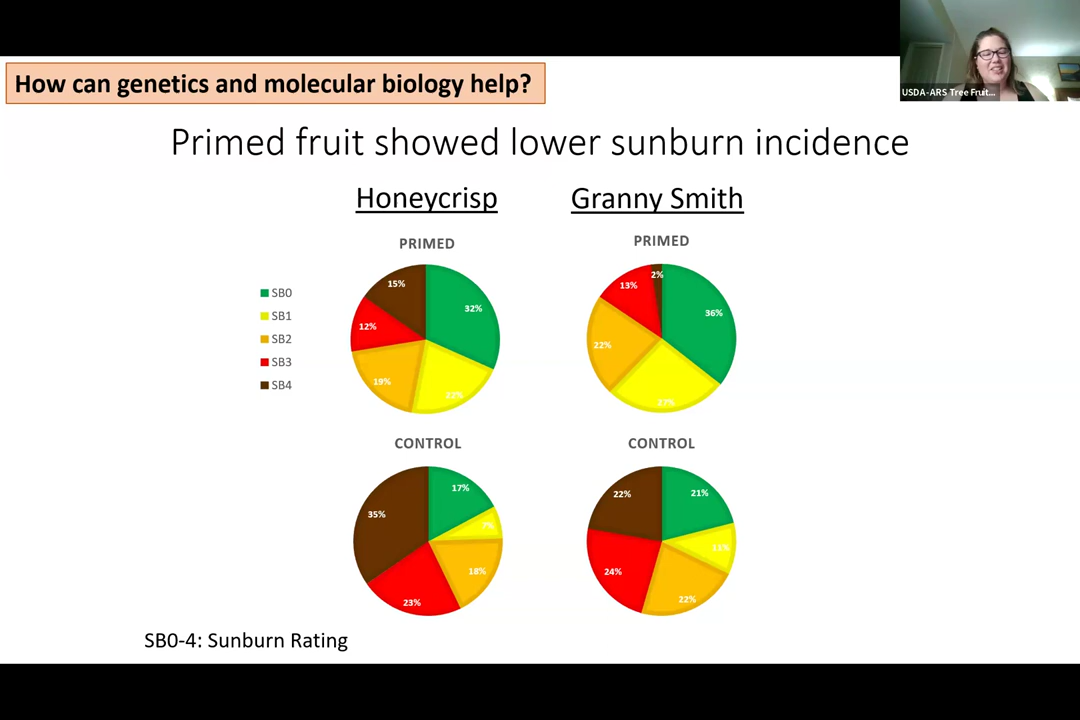 How can genetics and molecular biology help?
USDA-ARS Tree Fruit...
Primed fruit showed lower sunburn incidence
Honeycrisp
Granny Smith
PRIMED
PRIMED
SB0
SB1
SB2
SB3
SB4
15%
32%
12%
19%
22%
2%
13%
36%
22%
27%
CONTROL
CONTROL
17%
35%
7%
18%
23%
22%
21%
11%
24%
22%
SB0-4: Sunburn Rating